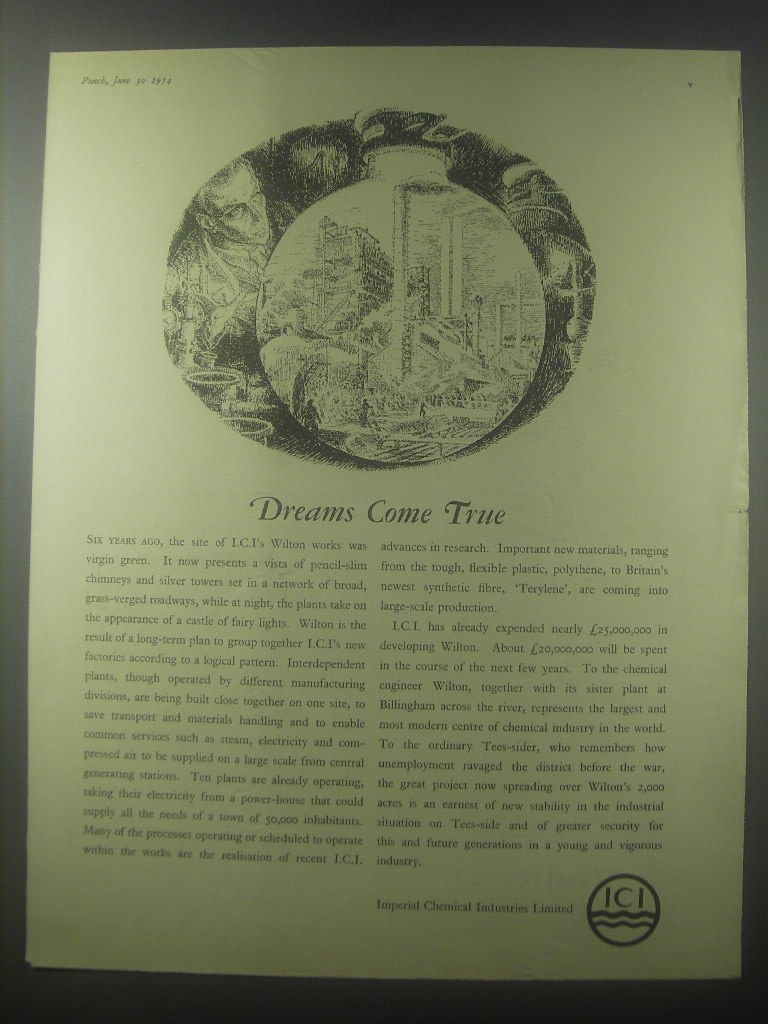 Punch, June 30 1954
v
Dreams Come True
SIX YEARS AGO, the site of I.C.I's Wilton works was
virgin green. It now presents a vista of pencil-slim
chimneys and silver towers set in a network of broad,
grass-verged roadways, while at night, the plants take on
the appearance of a castle of fairy lights. Wilton is the
result of a long-term plan to group together I.C.I's new
factories according to a logical pattern. Interdependent
plants, though operated by different manufacturing
divisions, are being built close together on one site, to
save transport and materials handling and to enable
common services such as steam, electricity and com-
pressed air to be supplied on a large scale from central
generating stations. Ten plants are already operating,
taking their electricity from a power-house that could
supply all the needs of a town of 50,000 inhabitants.
Many of the processes operating or scheduled to operate
within the works are the realisation of recent I.C.I.
advances in research. Important new materials, ranging
from the tough, flexible plastic, polythene, to Britain's
newest synthetic fibre, 'Terylene', are coming into
large-scale production.
I.C.I. has already expended nearly £25,000,000 in
developing Wilton. About £20,000,000 will be spent
in the course of the next few years. To the chemical
engineer Wilton, together with its sister plant at
Billingham across the river, represents the largest and
most modern centre of chemical industry in the world.
To the ordinary Tees-sider, who remembers how
unemployment ravaged the district before the war,
the great project now spreading over Wilton's 2,000
acres is an earnest of new stability in the industrial
situation on Tees-side and of greater security for
this and future generations in a young and vigorous
industry.
Imperial Chemical Industries Limited
ICI